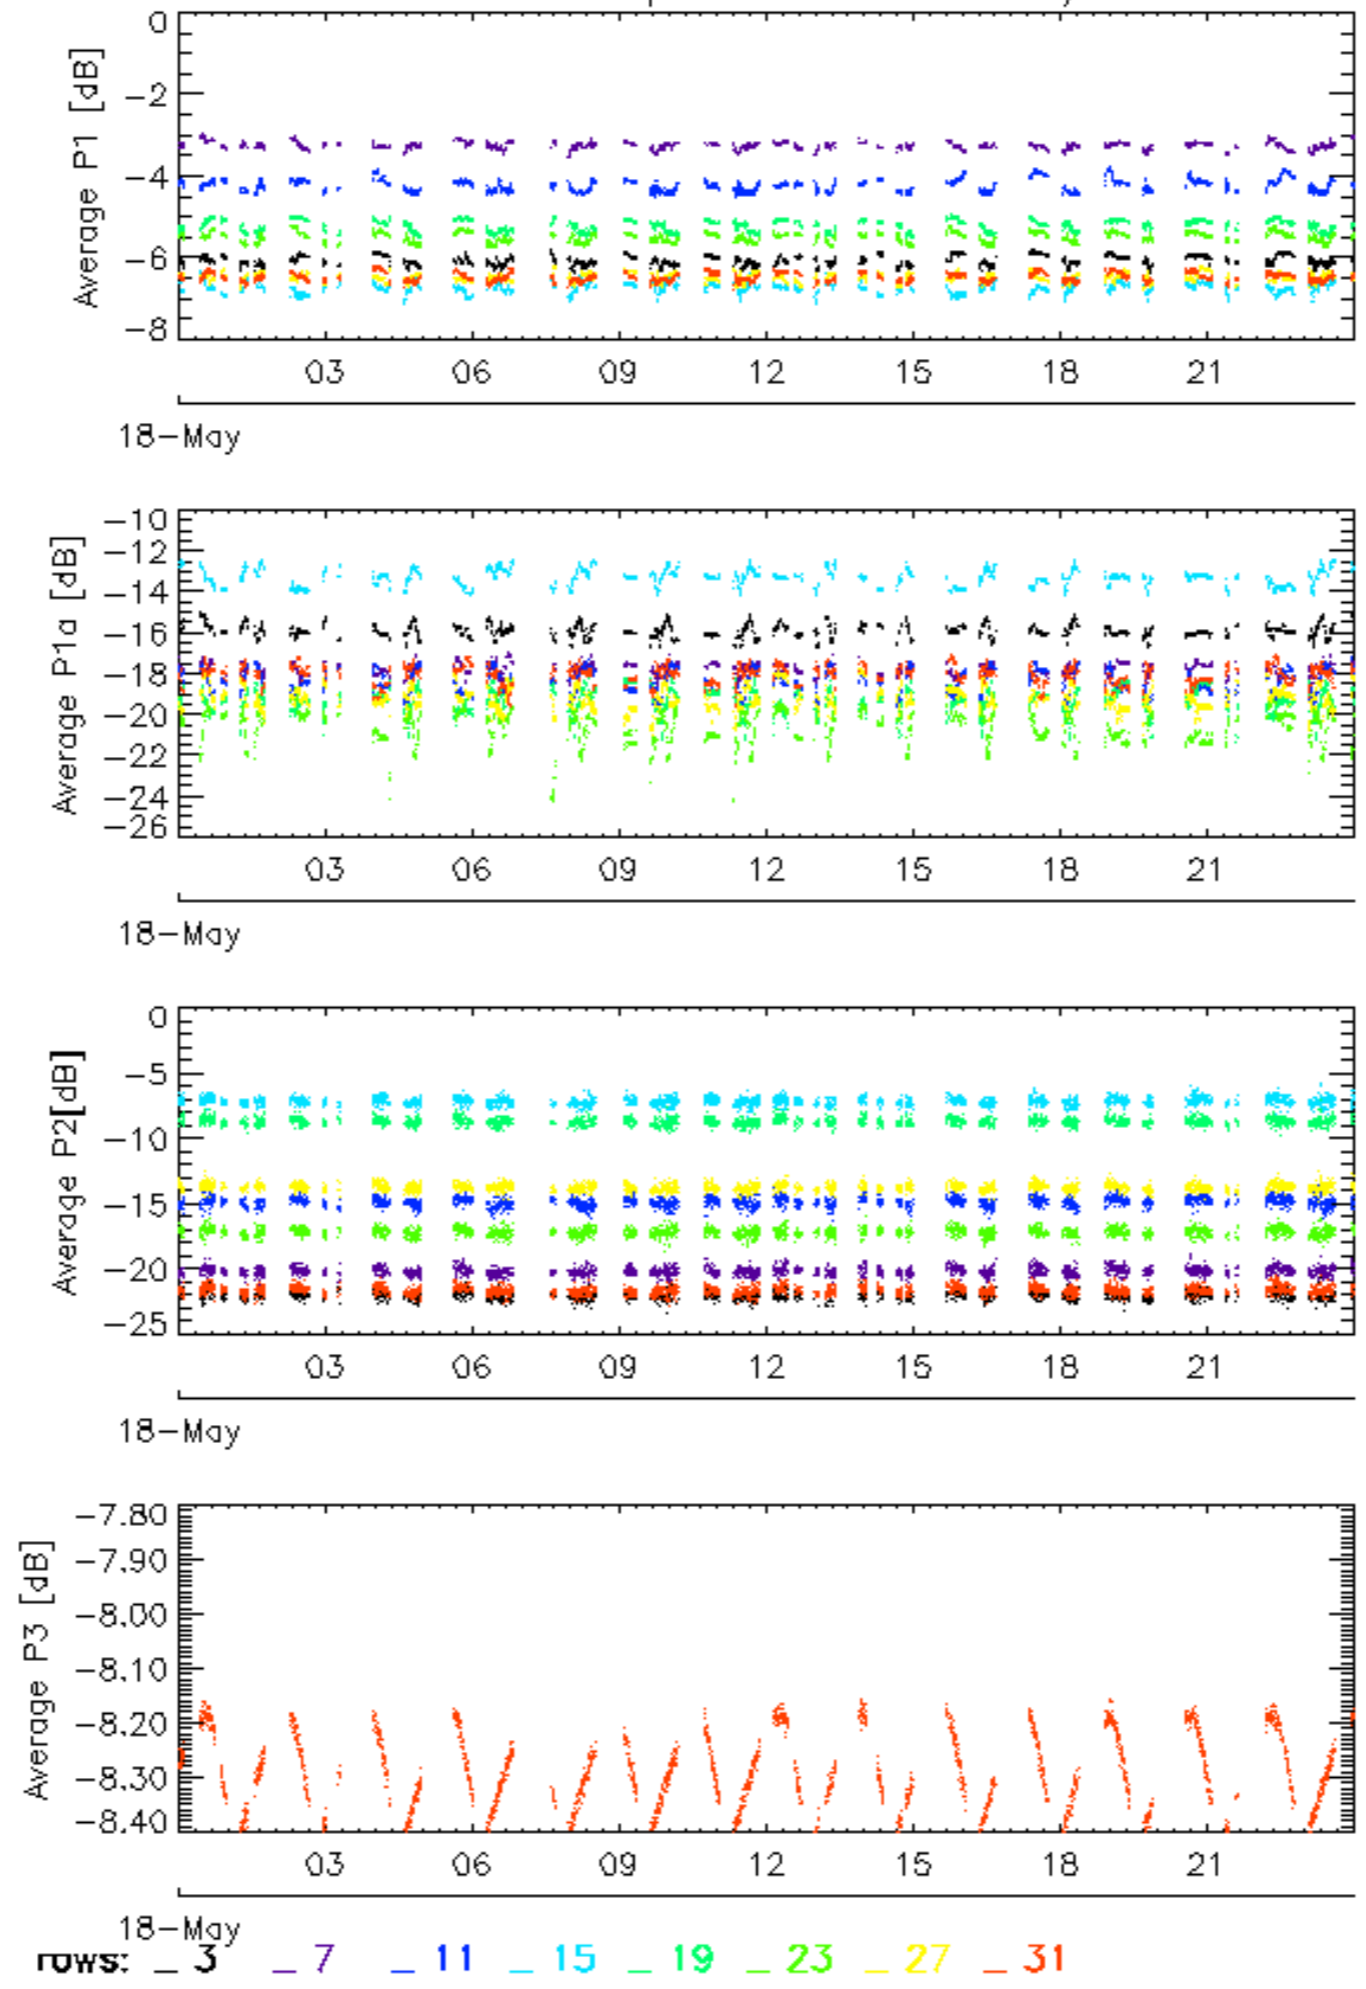 0
-2
-4
-6
-8
Average P1 [dB]
03 06 09 12 15 18 21
18-May
-10
-12
-14
-16
-18
-20
-22
-24
-26
Average P1a [dB]
03 06 09 12 15 18 21
18-May
0
-5
-10
-15
-20
-25
Average P2[dB]
03 06 09 12 15 18 21
18-May
-7.80
-7.90
-8.00
-8.10
-8.20
-8.30
-8.40
Average P3 [dB]
03 06 09 12 15 18 21
18-May
rows: _ 3 _ 7 _ 11 _ 15 _ 19 _ 23 _ 27 _ 31